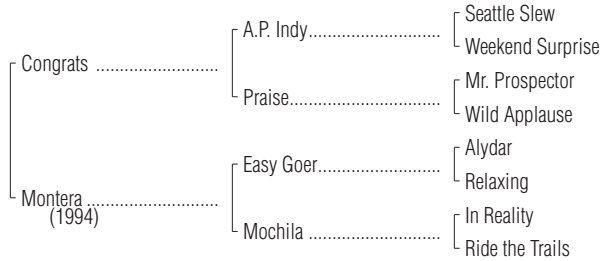 Seattle Slew
A.P. Indy
Weekend Surprise
Congrats
Mr. Prospector
Praise
Wild Applause
Alydar
Easy Goer
Relaxing
Montera
(1994)
In Reality
Mochila
Ride the Trails